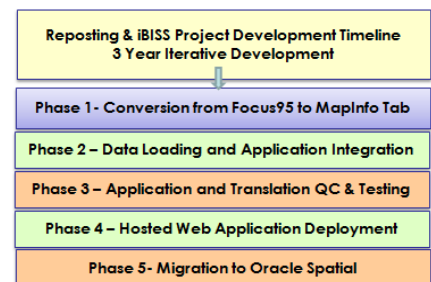 Reposting & iBISS Project Development Timeline
3 Year Iterative Development
Phase 1- Conversion from Focus95 to MapInfo Tab
Phase 2 – Data Loading and Application Integration
Phase 3 – Application and Translation QC & Testing
Phase 4 – Hosted Web Application Deployment
Phase 5- Migration to Oracle Spatial